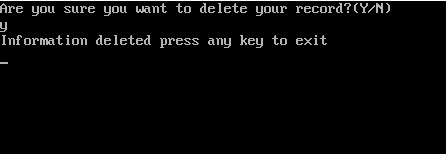 Are you sure you want to delete your record?(Y/N)
y
Information deleted press any key to exit